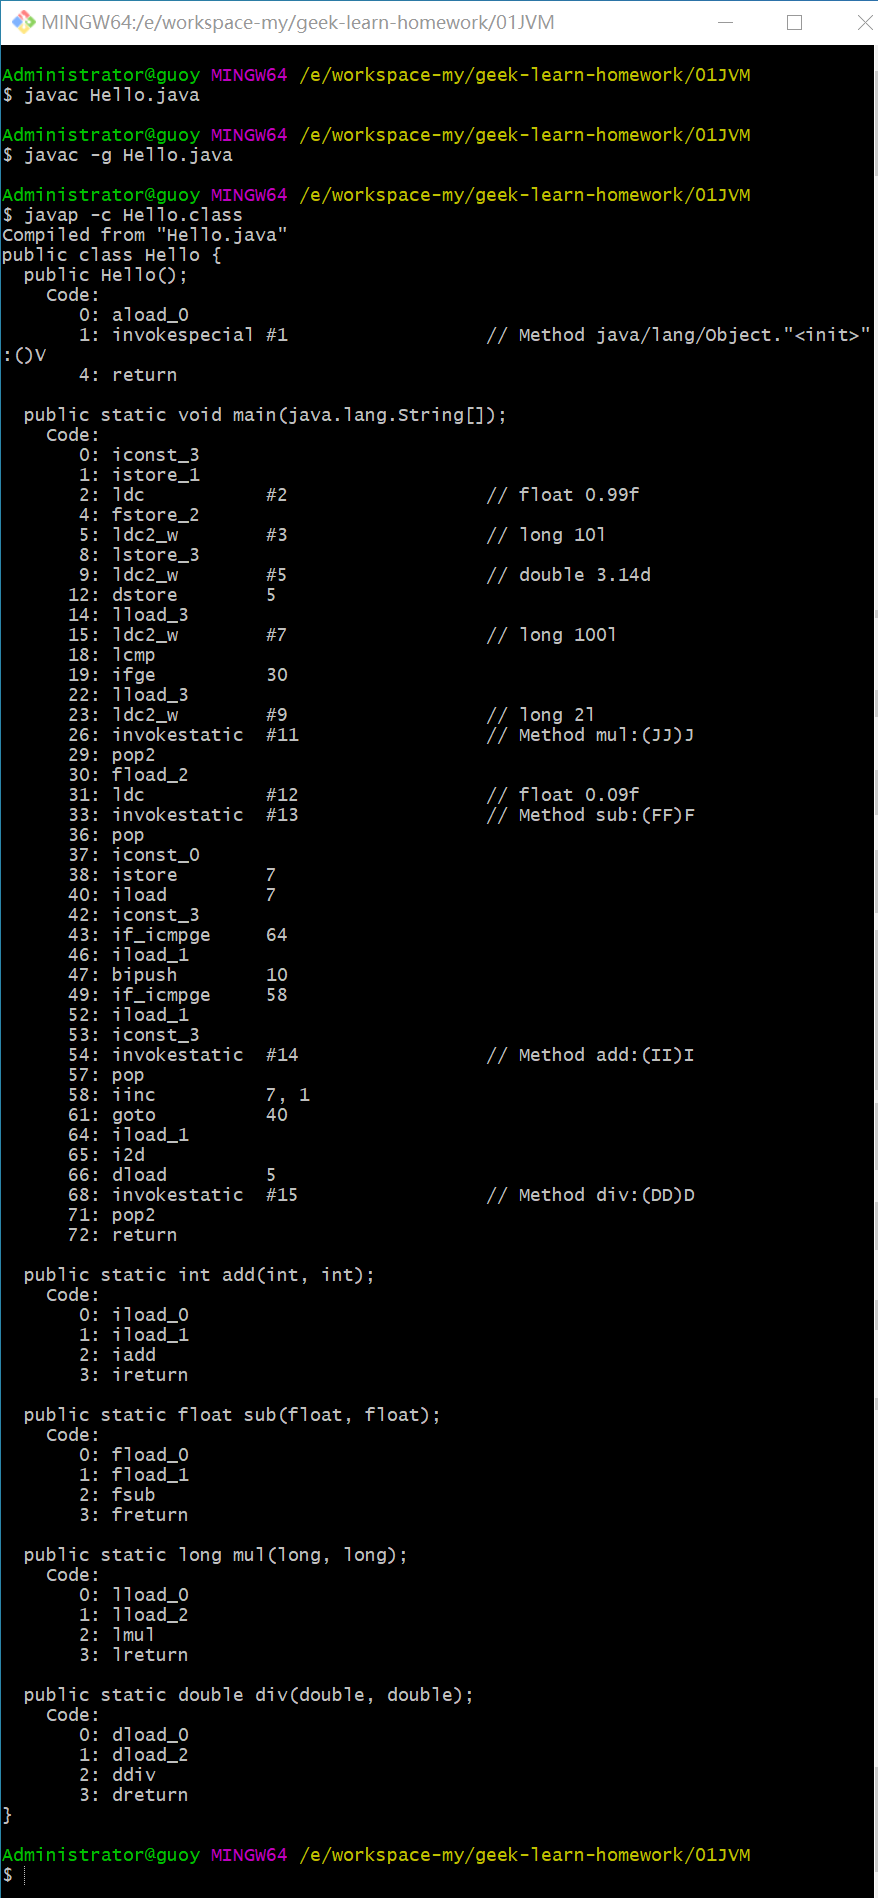 MINGW64:/e/workspace-my/geek-learn-homework/01JVM
Administrator@guoy MINGW64 /e/workspace-my/geek-learn-homework/01JVM
$ javac Hello.java
Administrator@guoy MINGW64 /e/workspace-my/geek-learn-homework/01JVM
$ javac -g Hello.java
Administrator@guoy MINGW64 /e/workspace-my/geek-learn-homework/01JVM
$ javap -c Hello.class
Compiled from "Hello.java"
public class Hello {
  public Hello();
    Code:
       0: aload_0
       1: invokespecial #1                  // Method java/lang/Object."<init>"
:()V
       4: return

  public static void main(java.lang.String[]);
    Code:
       0: iconst_3
       1: istore_1
       2: ldc           #2                  // float 0.99f
       4: fstore_2
       5: ldc2_w        #3                  // long 10l
       8: lstore_3
       9: ldc2_w        #5                  // double 3.14d
      12: dstore        5
      14: lload_3
      15: ldc2_w        #7                  // long 100l
      18: lcmp
      19: ifge          30
      22: lload_3
      23: ldc2_w        #9                  // long 2l
      26: invokestatic  #11                 // Method mul:(JJ)J
      29: pop2
      30: fload_2
      31: ldc           #12                 // float 0.09f
      33: invokestatic  #13                 // Method sub:(FF)F
      36: pop
      37: iconst_0
      38: istore        7
      40: iload         7
      42: iconst_3
      43: if_icmpge     64
      46: iload_1
      47: bipush        10
      49: if_icmpge     58
      52: iload_1
      53: iconst_3
      54: invokestatic  #14                 // Method add:(II)I
      57: pop
      58: iinc          7, 1
      61: goto          40
      64: iload_1
      65: i2d
      66: dload         5
      68: invokestatic  #15                 // Method div:(DD)D
      71: pop2
      72: return

  public static int add(int, int);
    Code:
       0: iload_0
       1: iload_1
       2: iadd
       3: ireturn

  public static float sub(float, float);
    Code:
       0: fload_0
       1: fload_1
       2: fsub
       3: freturn

  public static long mul(long, long);
    Code:
       0: lload_0
       1: lload_2
       2: lmul
       3: lreturn

  public static double div(double, double);
    Code:
       0: dload_0
       1: dload_2
       2: ddiv
       3: dreturn
}

Administrator@guoy MINGW64 /e/workspace-my/geek-learn-homework/01JVM
$